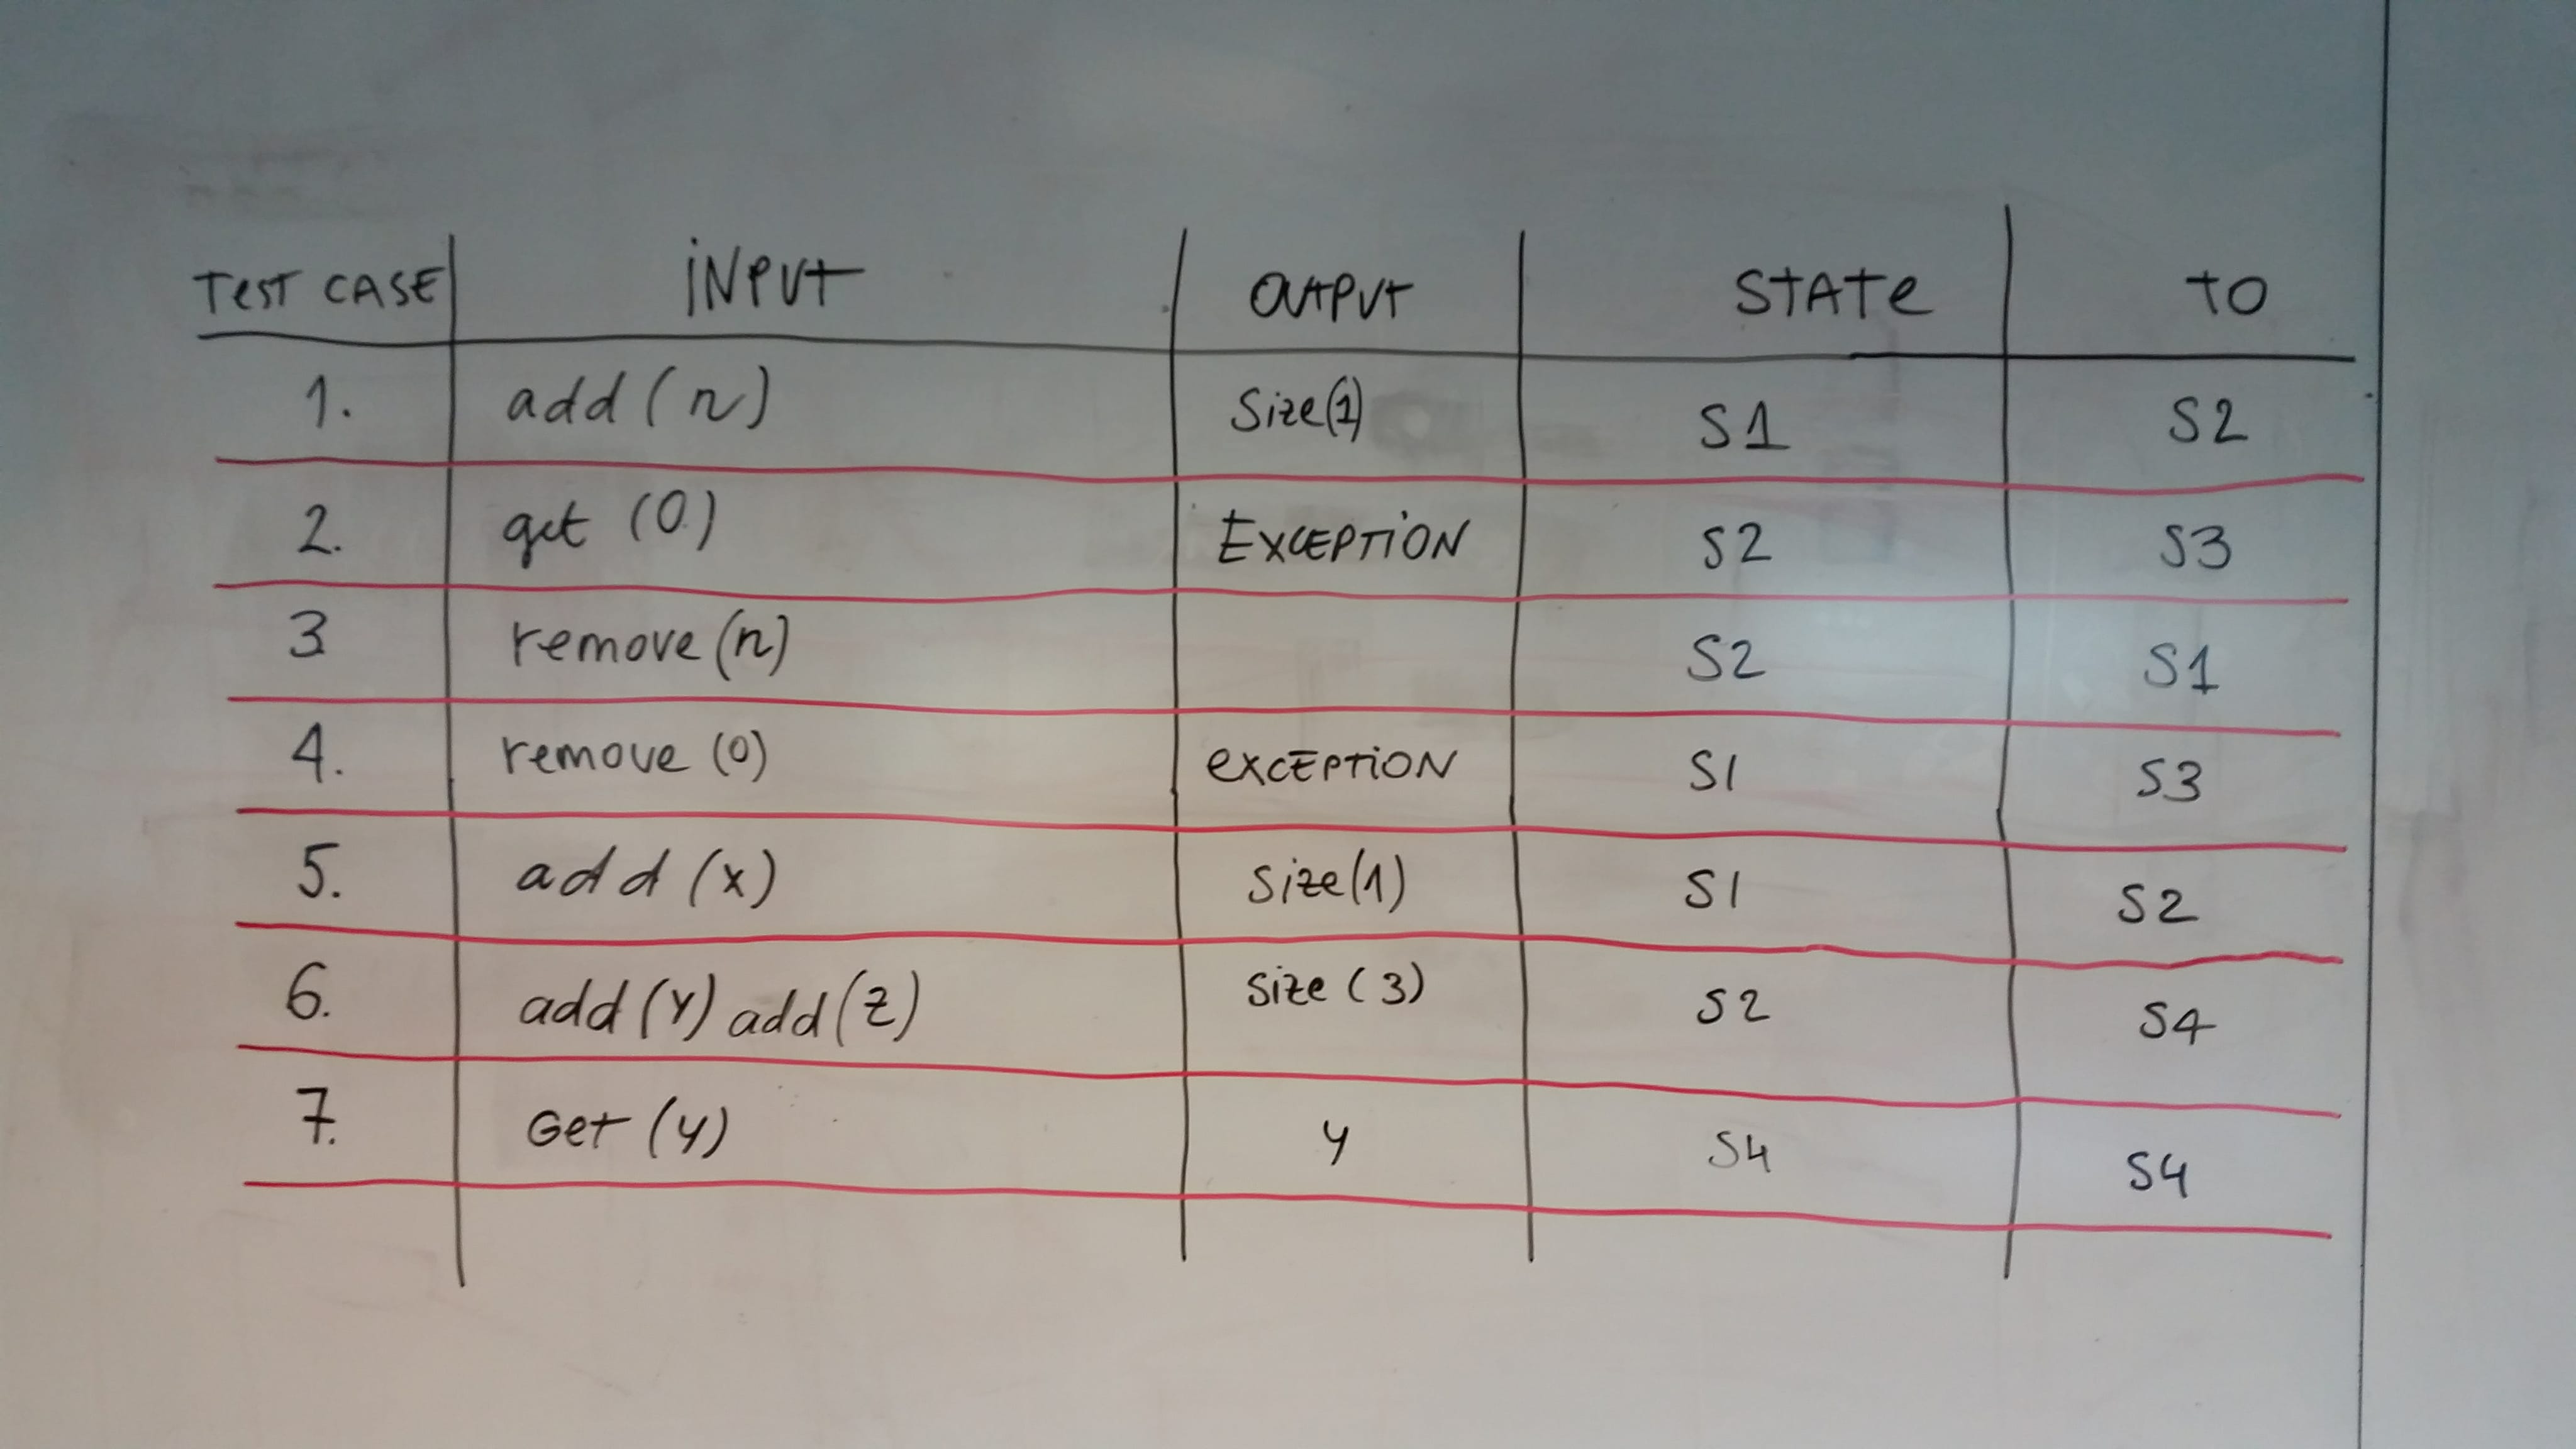 TEST CASE INPUT OUTPUT STATE TO
1. add (n) Size(1) S1 S2
2. get (0) EXCEPTION S2 S3
3 remove (n) S2 S1
4. remove (0) EXCEPTION S1 S3
5. add (x) Size(1) S1 S2
6. add (y) add (z) Size (3) S2 S4
7. Get (y) y S4 S4